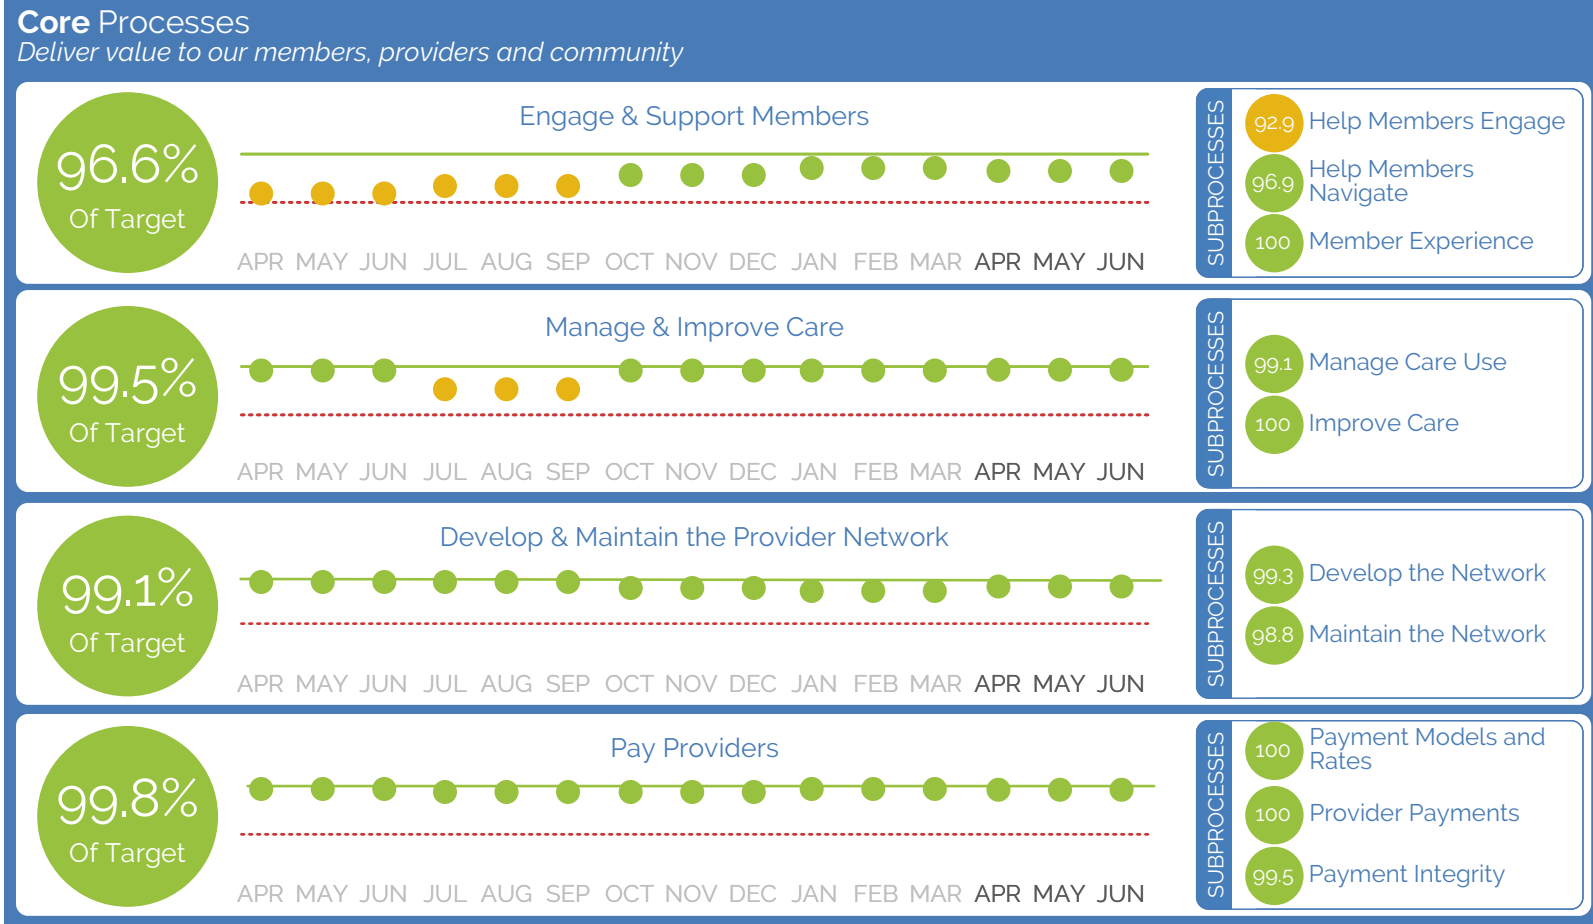 Core Processes
Deliver value to our members, providers and community
96.6%
Of Target
Engage & Support Members
APR MAY JUN JUL AUG SEP OCT NOV DEC JAN FEB MAR APR MAY JUN
SUBPROCESSES
92.9 Help Members Engage
96.9 Help Members
Navigate
100 Member Experience
99.5%
Of Target
Manage & Improve Care
APR MAY JUN JUL AUG SEP OCT NOV DEC JAN FEB MAR APR MAY JUN
SUBPROCESSES
99.1 Manage Care Use
100 Improve Care
99.1%
Of Target
Develop & Maintain the Provider Network
APR MAY JUN JUL AUG SEP OCT NOV DEC JAN FEB MAR APR MAY JUN
SUBPROCESSES
99.3 Develop the Network
98.8 Maintain the Network
99.8%
Of Target
Pay Providers
APR MAY JUN JUL AUG SEP OCT NOV DEC JAN FEB MAR APR MAY JUN
SUBPROCESSES
100 Payment Models and
Rates
100 Provider Payments
99.5 Payment Integrity